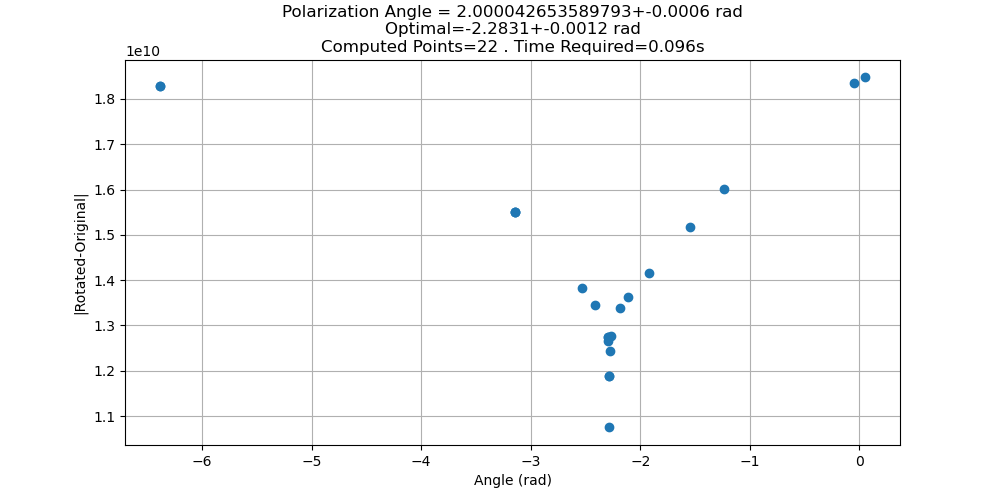 Polarization Angle = 2.000042653589793+-0.0006 rad
Optimal=-2.2831+-0.0012 rad
Computed Points=22 . Time Required=0.096s
1e10
1.8
1.7
1.6
1.5
1.4
1.3
1.2
1.1
|Rotated-Original|
−6 −5 −4 −3 −2 −1 0
Angle (rad)